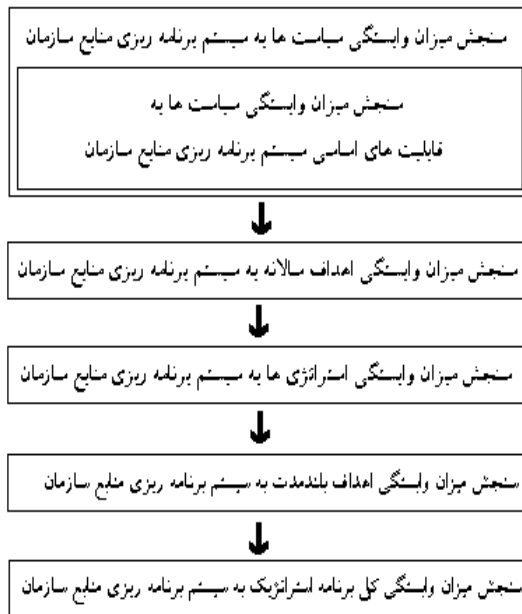 سنجش میزان وابستگی سیاست ها به سیستم برنامه ریزی منابع سازمان
سنجش میزان وابستگی سیاست ها به
قابلیت های اساسی سیستم برنامه ریزی منابع سازمان
سنجش میزان وابستگی اهداف سالانه به سیستم برنامه ریزی منابع سازمان
سنجش میزان وابستگی استراتژی ها به سیستم برنامه ریزی منابع سازمان
سنجش میزان وابستگی اهداف بلندمدت به سیستم برنامه ریزی منابع سازمان
سنجش میزان وابستگی کل برنامه استراتژیک به سیستم برنامه ریزی منابع سازمان